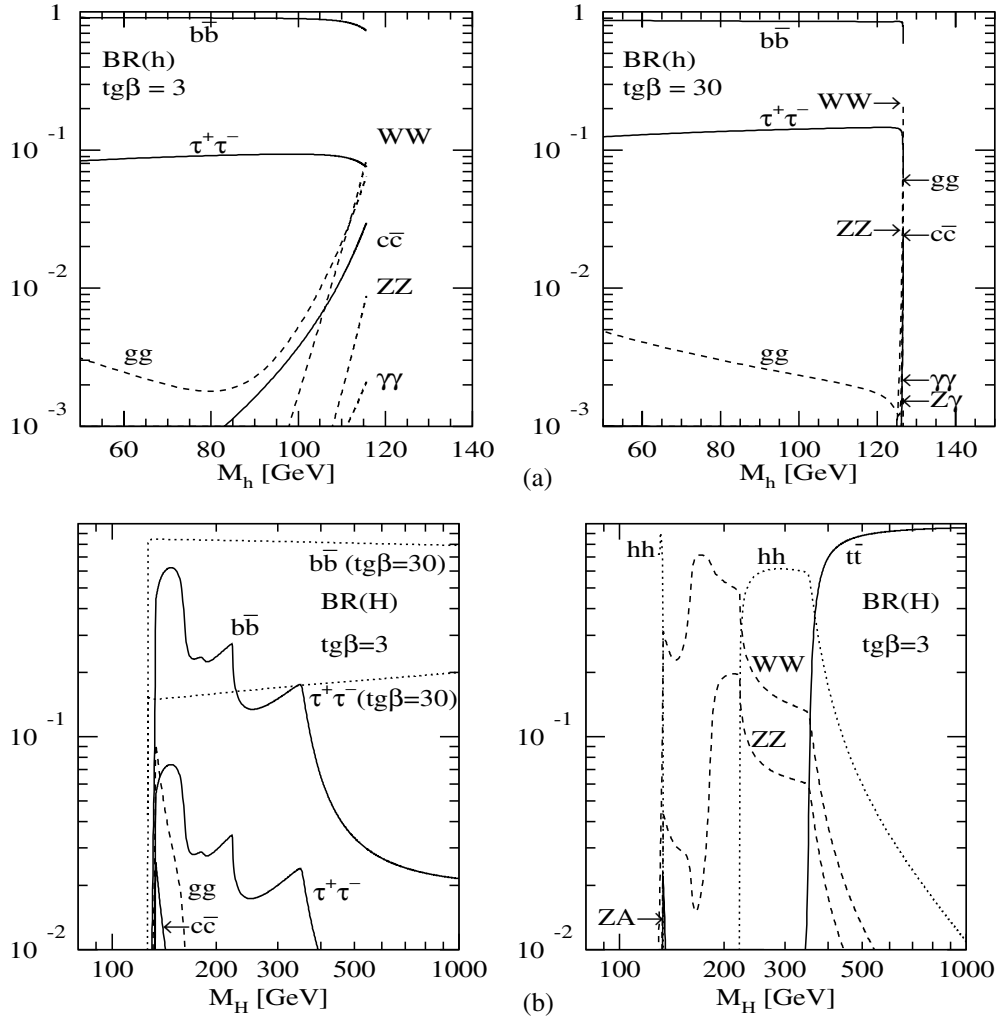 1
bb̅
BR(h)
tgβ = 3
10⁻¹
τ⁺τ⁻
WW
cc̅
10⁻²
ZZ
gg
γγ
10⁻³
60 80 100 120 140
M_h [GeV]
1
bb̅
BR(h)
tgβ = 30
WW
10⁻¹
τ⁺τ⁻
gg
ZZ
cc̅
10⁻²
gg
γγ
Zγ
10⁻³
60 80 100 120 140
M_h [GeV]
(a)
bb̅ (tgβ=30)
BR(H)
bb̅
tgβ=3
τ⁺τ⁻(tgβ=30)
10⁻¹
gg
τ⁺τ⁻
cc̅
10⁻²
100 200 300 500 1000
M_H [GeV]
hh
hh
tt̅
BR(H)
WW
tgβ=3
10⁻¹
ZZ
ZA
10⁻²
100 200 300 500 1000
M_H [GeV]
(b)